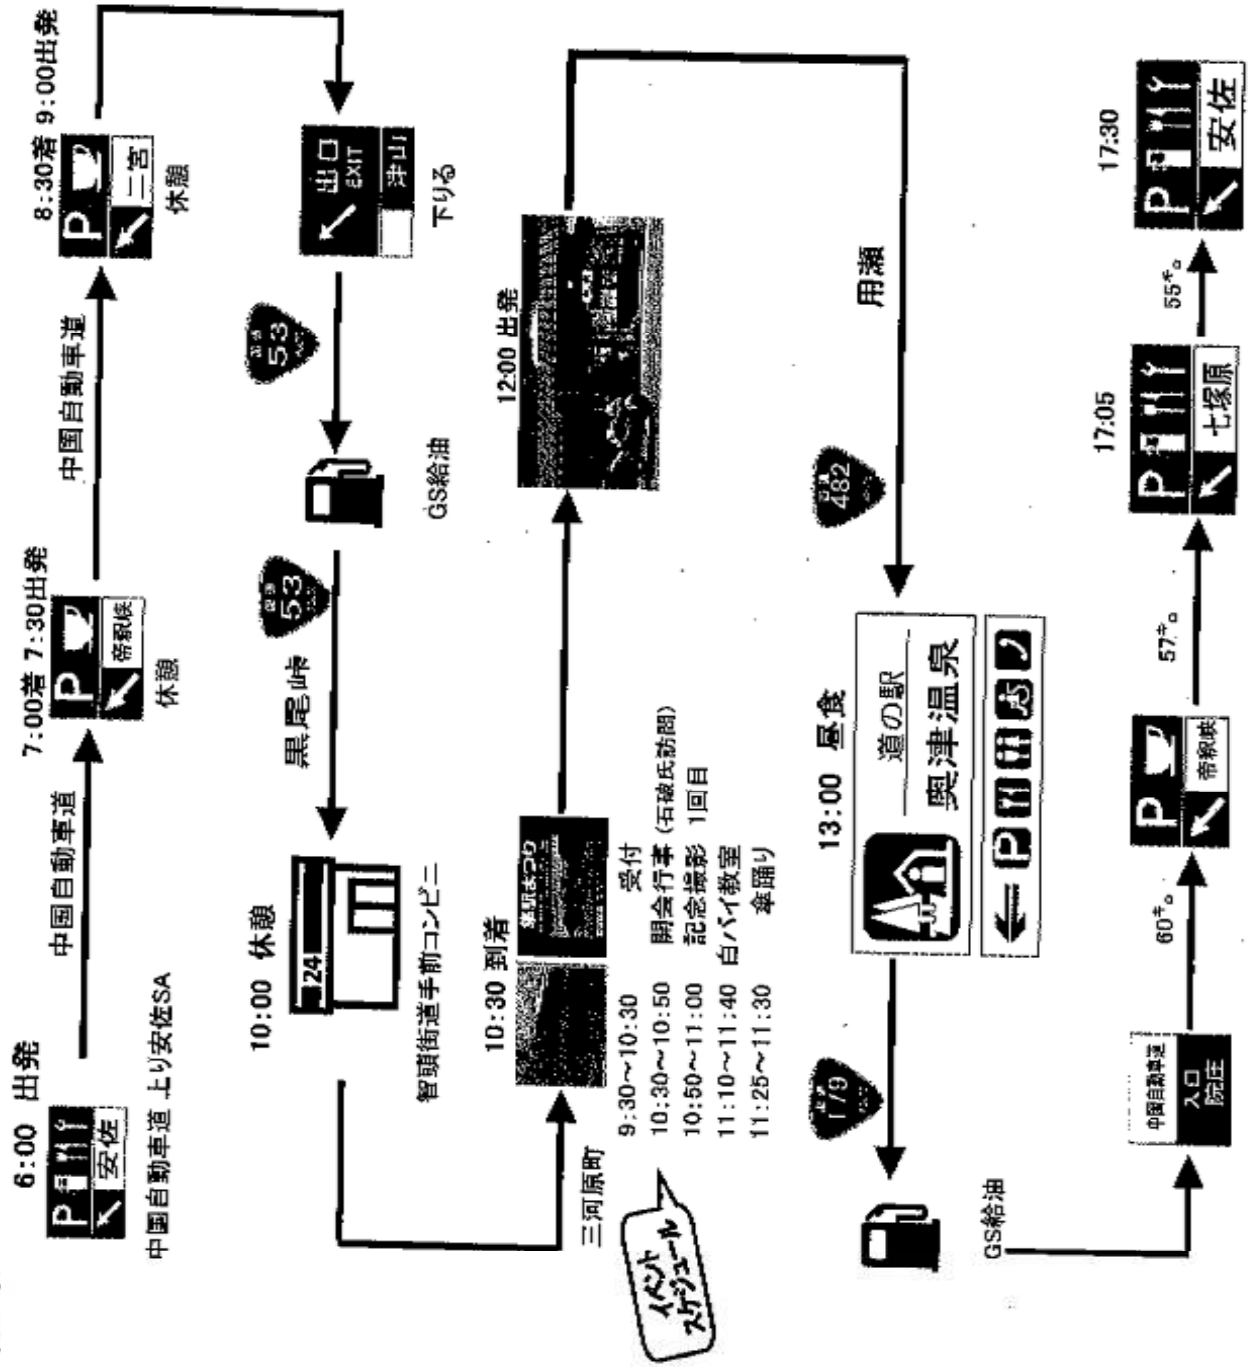 6:00 出発
P
安佐
中国自動車道 上り安佐SA
中国自動車道
7:00着 7:30出発
P
帝釈峡
休憩
中国自動車道
8:30着 9:00出発
P
二宮
休憩
出口
EXIT
津山
下りる
53
GS給油
53
黒尾峠
10:00 休憩
24
智頭街道手前コンビニ
三河原町
10:30 到着
イベント
スケジュール
9:30～10:30 受付
10:30～10:50 開会行事 (石破氏訪問)
10:50～11:00 記念撮影 1回目
11:10～11:40 白バイ教室
11:25～11:30 傘踊り
12:00 出発
用瀬
482
13:00 昼食
道の駅
奥津温泉
P
179
GS給油
中国自動車道
入口
院庄
60㌔
P
帝釈峡
57㌔
17:05
P
七塚原
55㌔
17:30
P
安佐